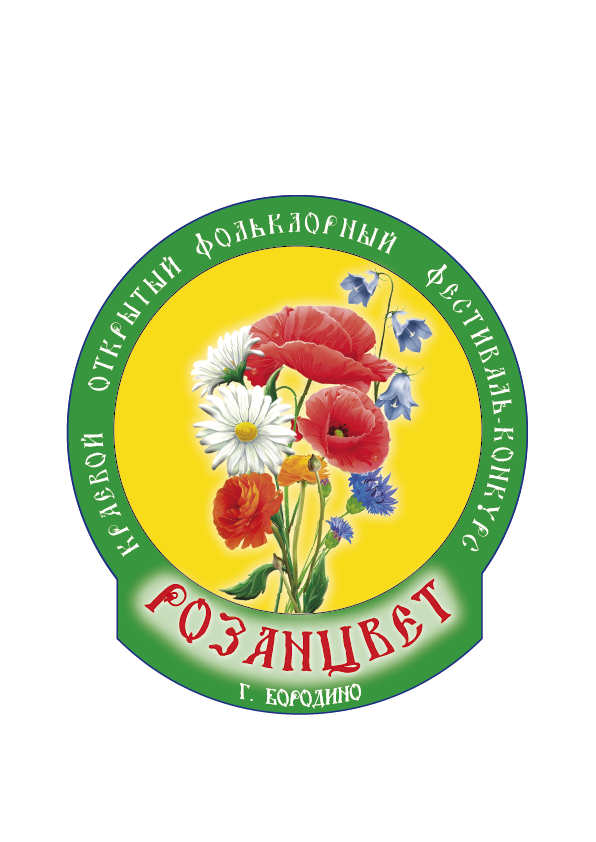 КРАЕВОЙ ОТКРЫТЫЙ ФОЛЬКЛОРНЫЙ ФЕСТИВАЛЬ-КОНКУРС
РОЗАНЦВЕТ
Г. БОРОДИНО